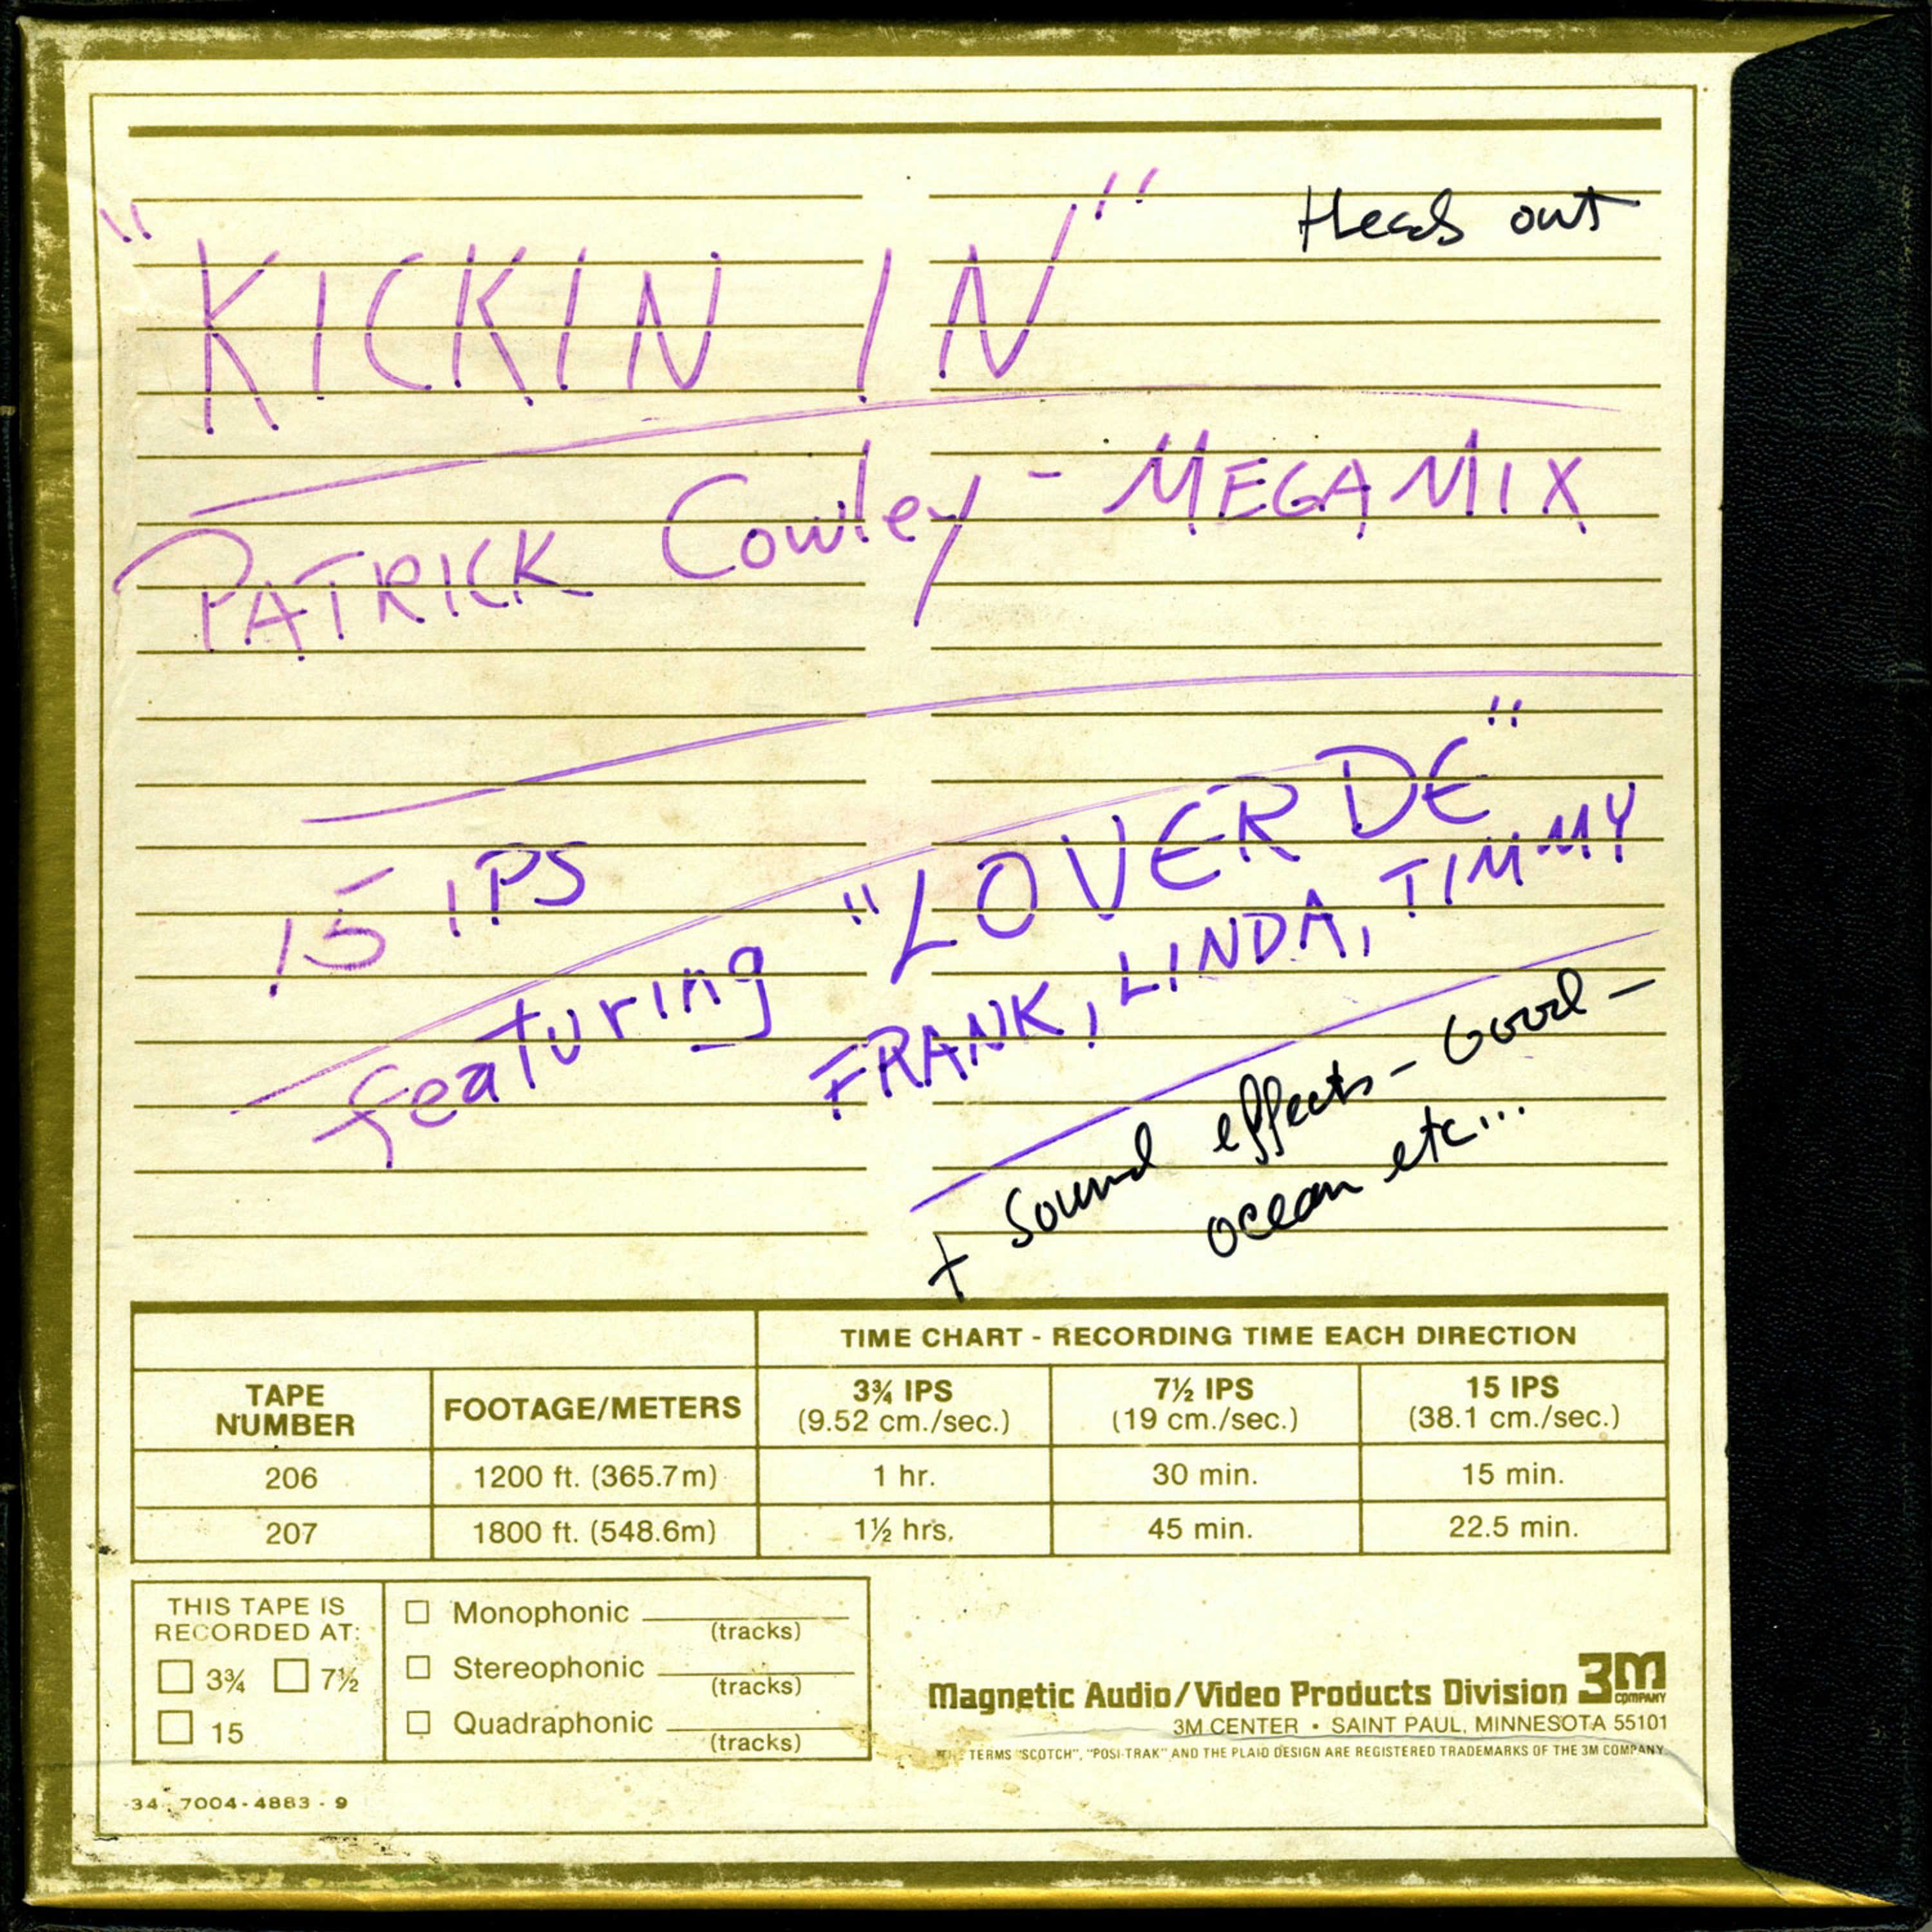 "KICKIN IN"
Heads out
PATRICK Cowley - MEGAMIX
15 IPS
featuring "LOVER DE"
FRANK, LINDA, TIMMY
+ Sound effects - Good -
ocean etc...
TIME CHART - RECORDING TIME EACH DIRECTION
TAPE NUMBER FOOTAGE/METERS 3¾ IPS (9.52 cm./sec.) 7½ IPS (19 cm./sec.) 15 IPS (38.1 cm./sec.)
206 1200 ft. (365.7m) 1 hr. 30 min. 15 min.
207 1800 ft. (548.6m) 1½ hrs. 45 min. 22.5 min.
THIS TAPE IS
RECORDED AT:
☐ 3¾ ☐ 7½
☐ 15
☐ Monophonic
(tracks)
☐ Stereophonic
(tracks)
☐ Quadraphonic
(tracks)
Magnetic Audio/Video Products Division 3M COMPANY
3M CENTER • SAINT PAUL, MINNESOTA 55101
TERMS "SCOTCH", "POSI-TRAK" AND THE PLAID DESIGN ARE REGISTERED TRADEMARKS OF THE 3M COMPANY
34-7004-4883-9